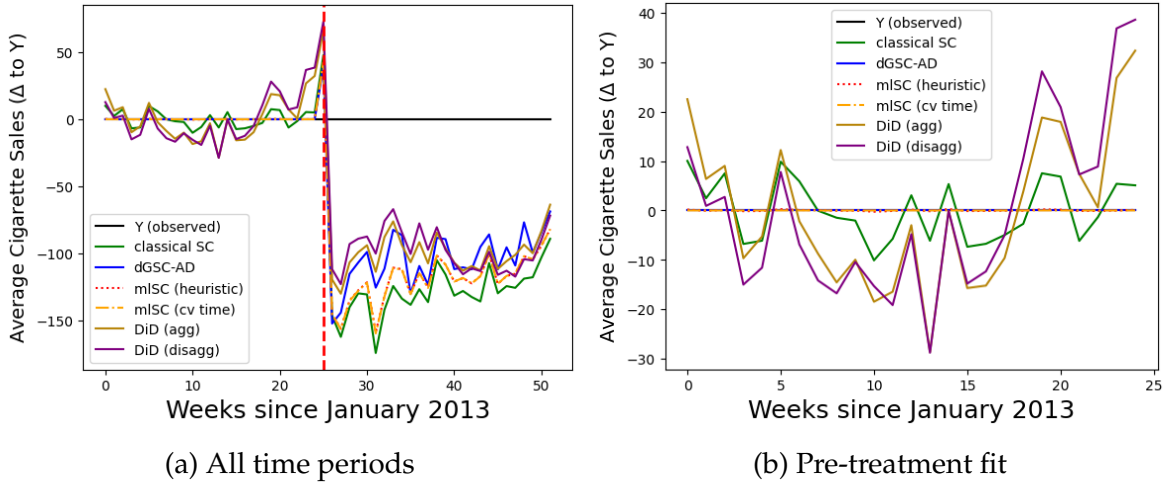 Average Cigarette Sales (Δ to Y)
50
0
−50
−100
−150
Y (observed)
classical SC
dGSC-AD
mlSC (heuristic)
mlSC (cv time)
DiD (agg)
DiD (disagg)
0 10 20 30 40 50
Weeks since January 2013
(a) All time periods
Average Cigarette Sales (Δ to Y)
40
30
20
10
0
−10
−20
−30
Y (observed)
classical SC
dGSC-AD
mlSC (heuristic)
mlSC (cv time)
DiD (agg)
DiD (disagg)
0 5 10 15 20 25
Weeks since January 2013
(b) Pre-treatment fit